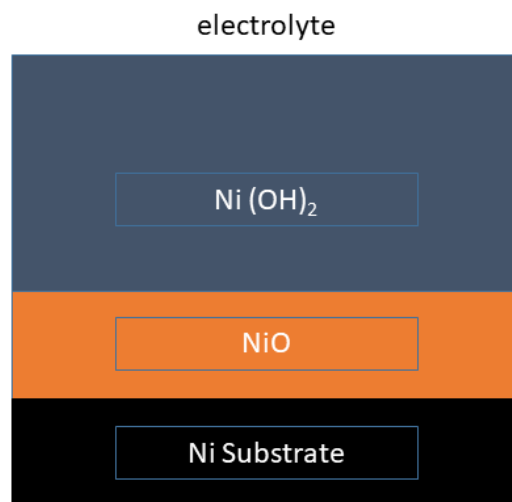 electrolyte
Ni (OH)₂
NiO
Ni Substrate